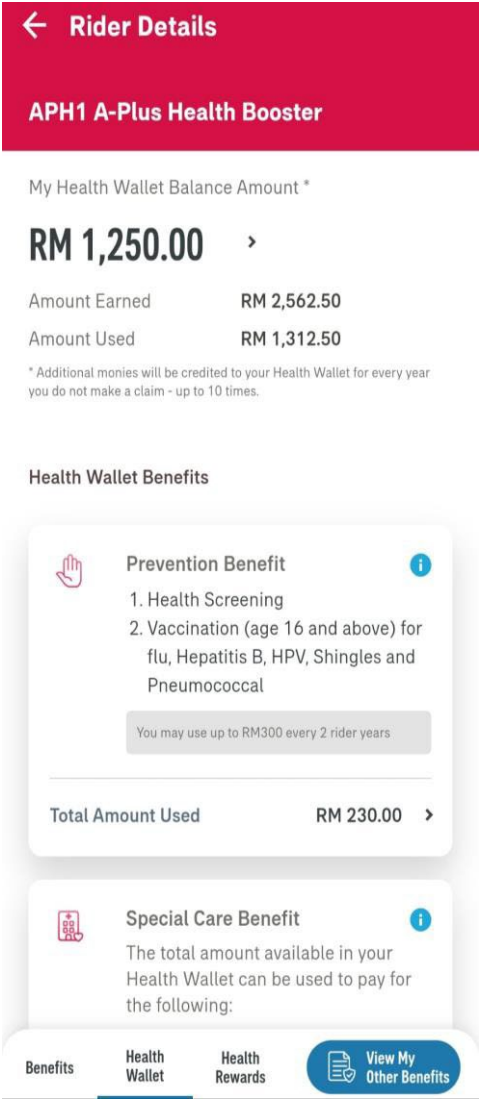 Rider Details
APH1 A-Plus Health Booster
My Health Wallet Balance Amount *
RM 1,250.00
Amount Earned RM 2,562.50
Amount Used RM 1,312.50
* Additional monies will be credited to your Health Wallet for every year
you do not make a claim - up to 10 times.
Health Wallet Benefits
Prevention Benefit
1. Health Screening
2. Vaccination (age 16 and above) for
flu, Hepatitis B, HPV, Shingles and
Pneumococcal
You may use up to RM300 every 2 rider years
Total Amount Used RM 230.00
Special Care Benefit
The total amount available in your
Health Wallet can be used to pay for
the following:
Benefits
Health
Wallet
Health
Rewards
View My
Other Benefits